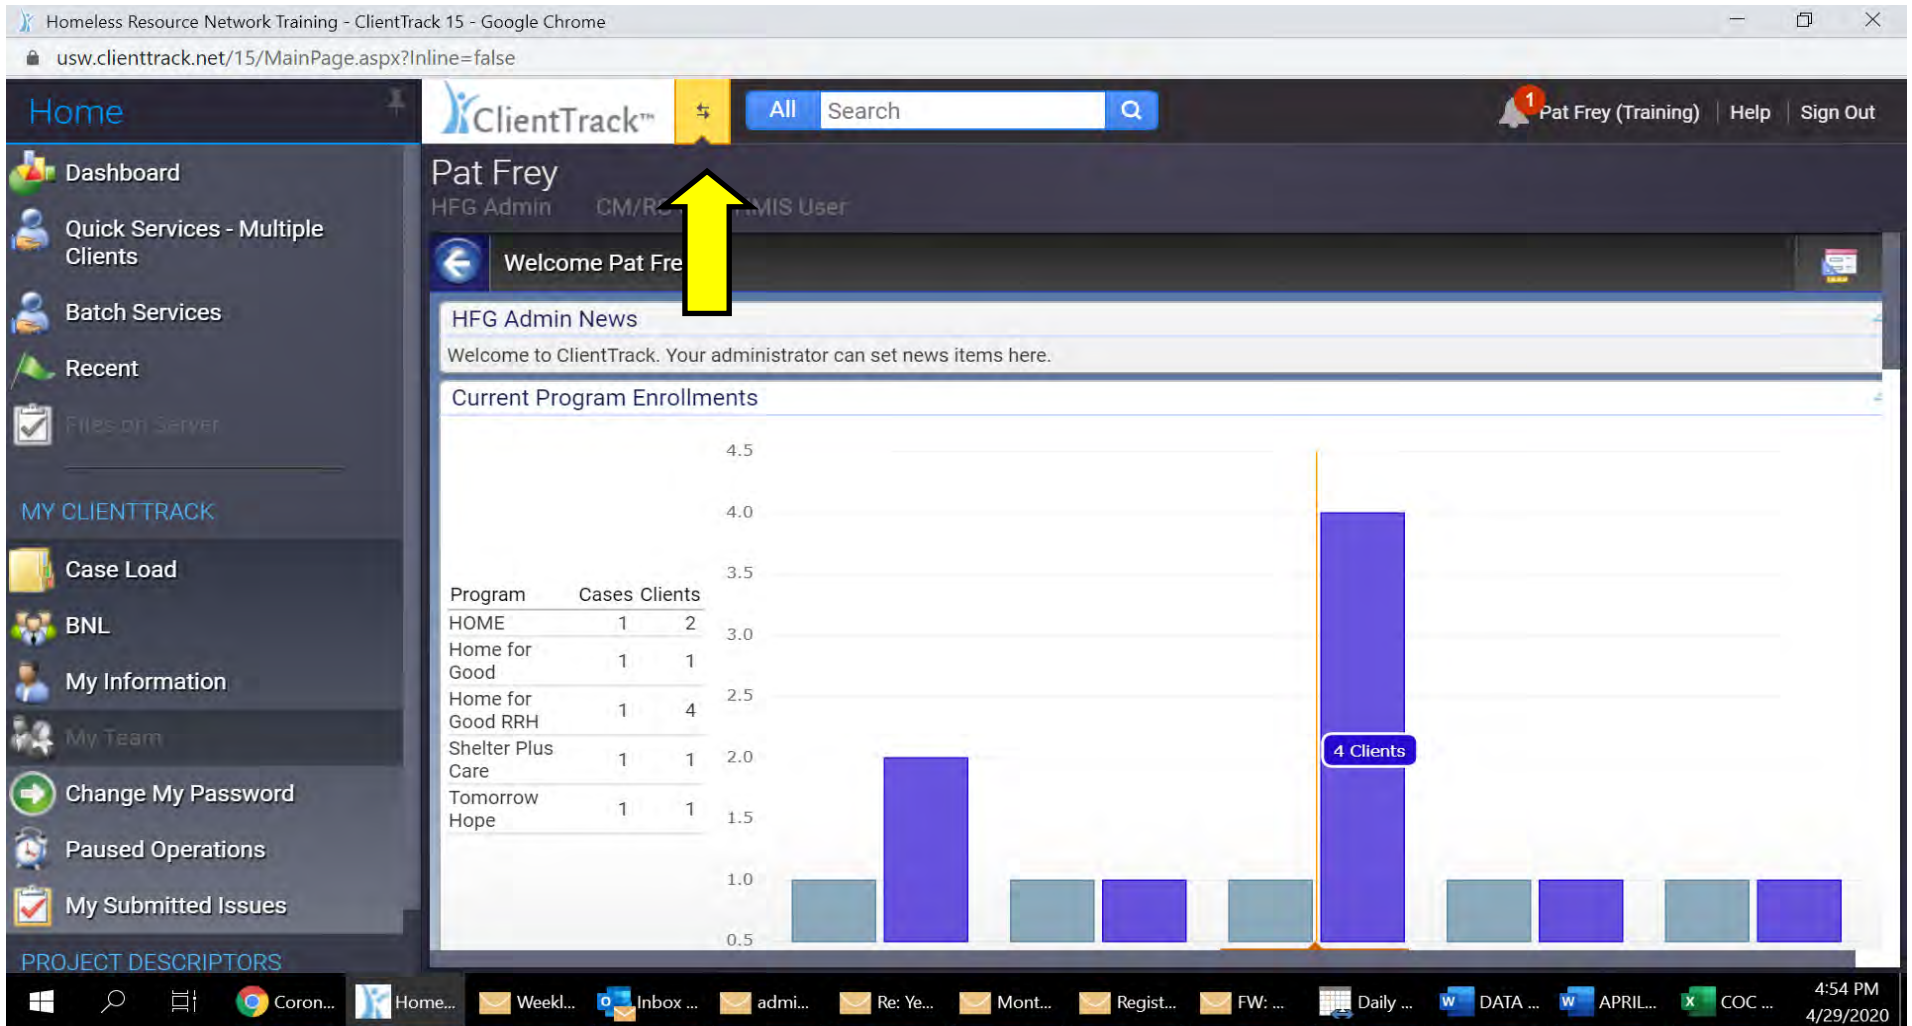 Homeless Resource Network Training - ClientTrack 15 - Google Chrome
usw.clienttrack.net/15/MainPage.aspx?Inline=false
Home
ClientTrack™
All Search
1
Pat Frey (Training) Help Sign Out
Dashboard
Quick Services - Multiple
Clients
Batch Services
Recent
Files on Server
MY CLIENTTRACK
Case Load
BNL
My Information
My Team
Change My Password
Paused Operations
My Submitted Issues
PROJECT DESCRIPTORS
Pat Frey
HFG Admin CM/RS HMIS User
Welcome Pat Fre
HFG Admin News
Welcome to ClientTrack. Your administrator can set news items here.
Current Program Enrollments
Program Cases Clients
HOME 1 2
Home for
Good 1 1
Home for
Good RRH 1 4
Shelter Plus
Care 1 1
Tomorrow
Hope 1 1
4.5
4.0
3.5
3.0
2.5
2.0
1.5
1.0
0.5
4 Clients
Coron... Home... Weekl... Inbox ... admi... Re: Ye... Mont... Regist... FW: ... Daily ... DATA ... APRIL... COC ...
4:54 PM
4/29/2020